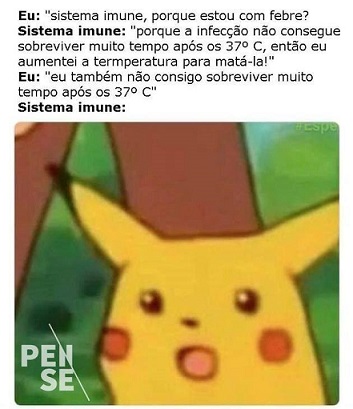 Eu: "sistema imune, porque estou com febre?
Sistema imune: "porque a infecção não consegue
sobreviver muito tempo após os 37º C, então eu
aumentei a termperatura para matá-la!"
Eu: "eu também não consigo sobreviver muito
tempo após os 37º C"
Sistema imune:
#Espe
PEN
SE